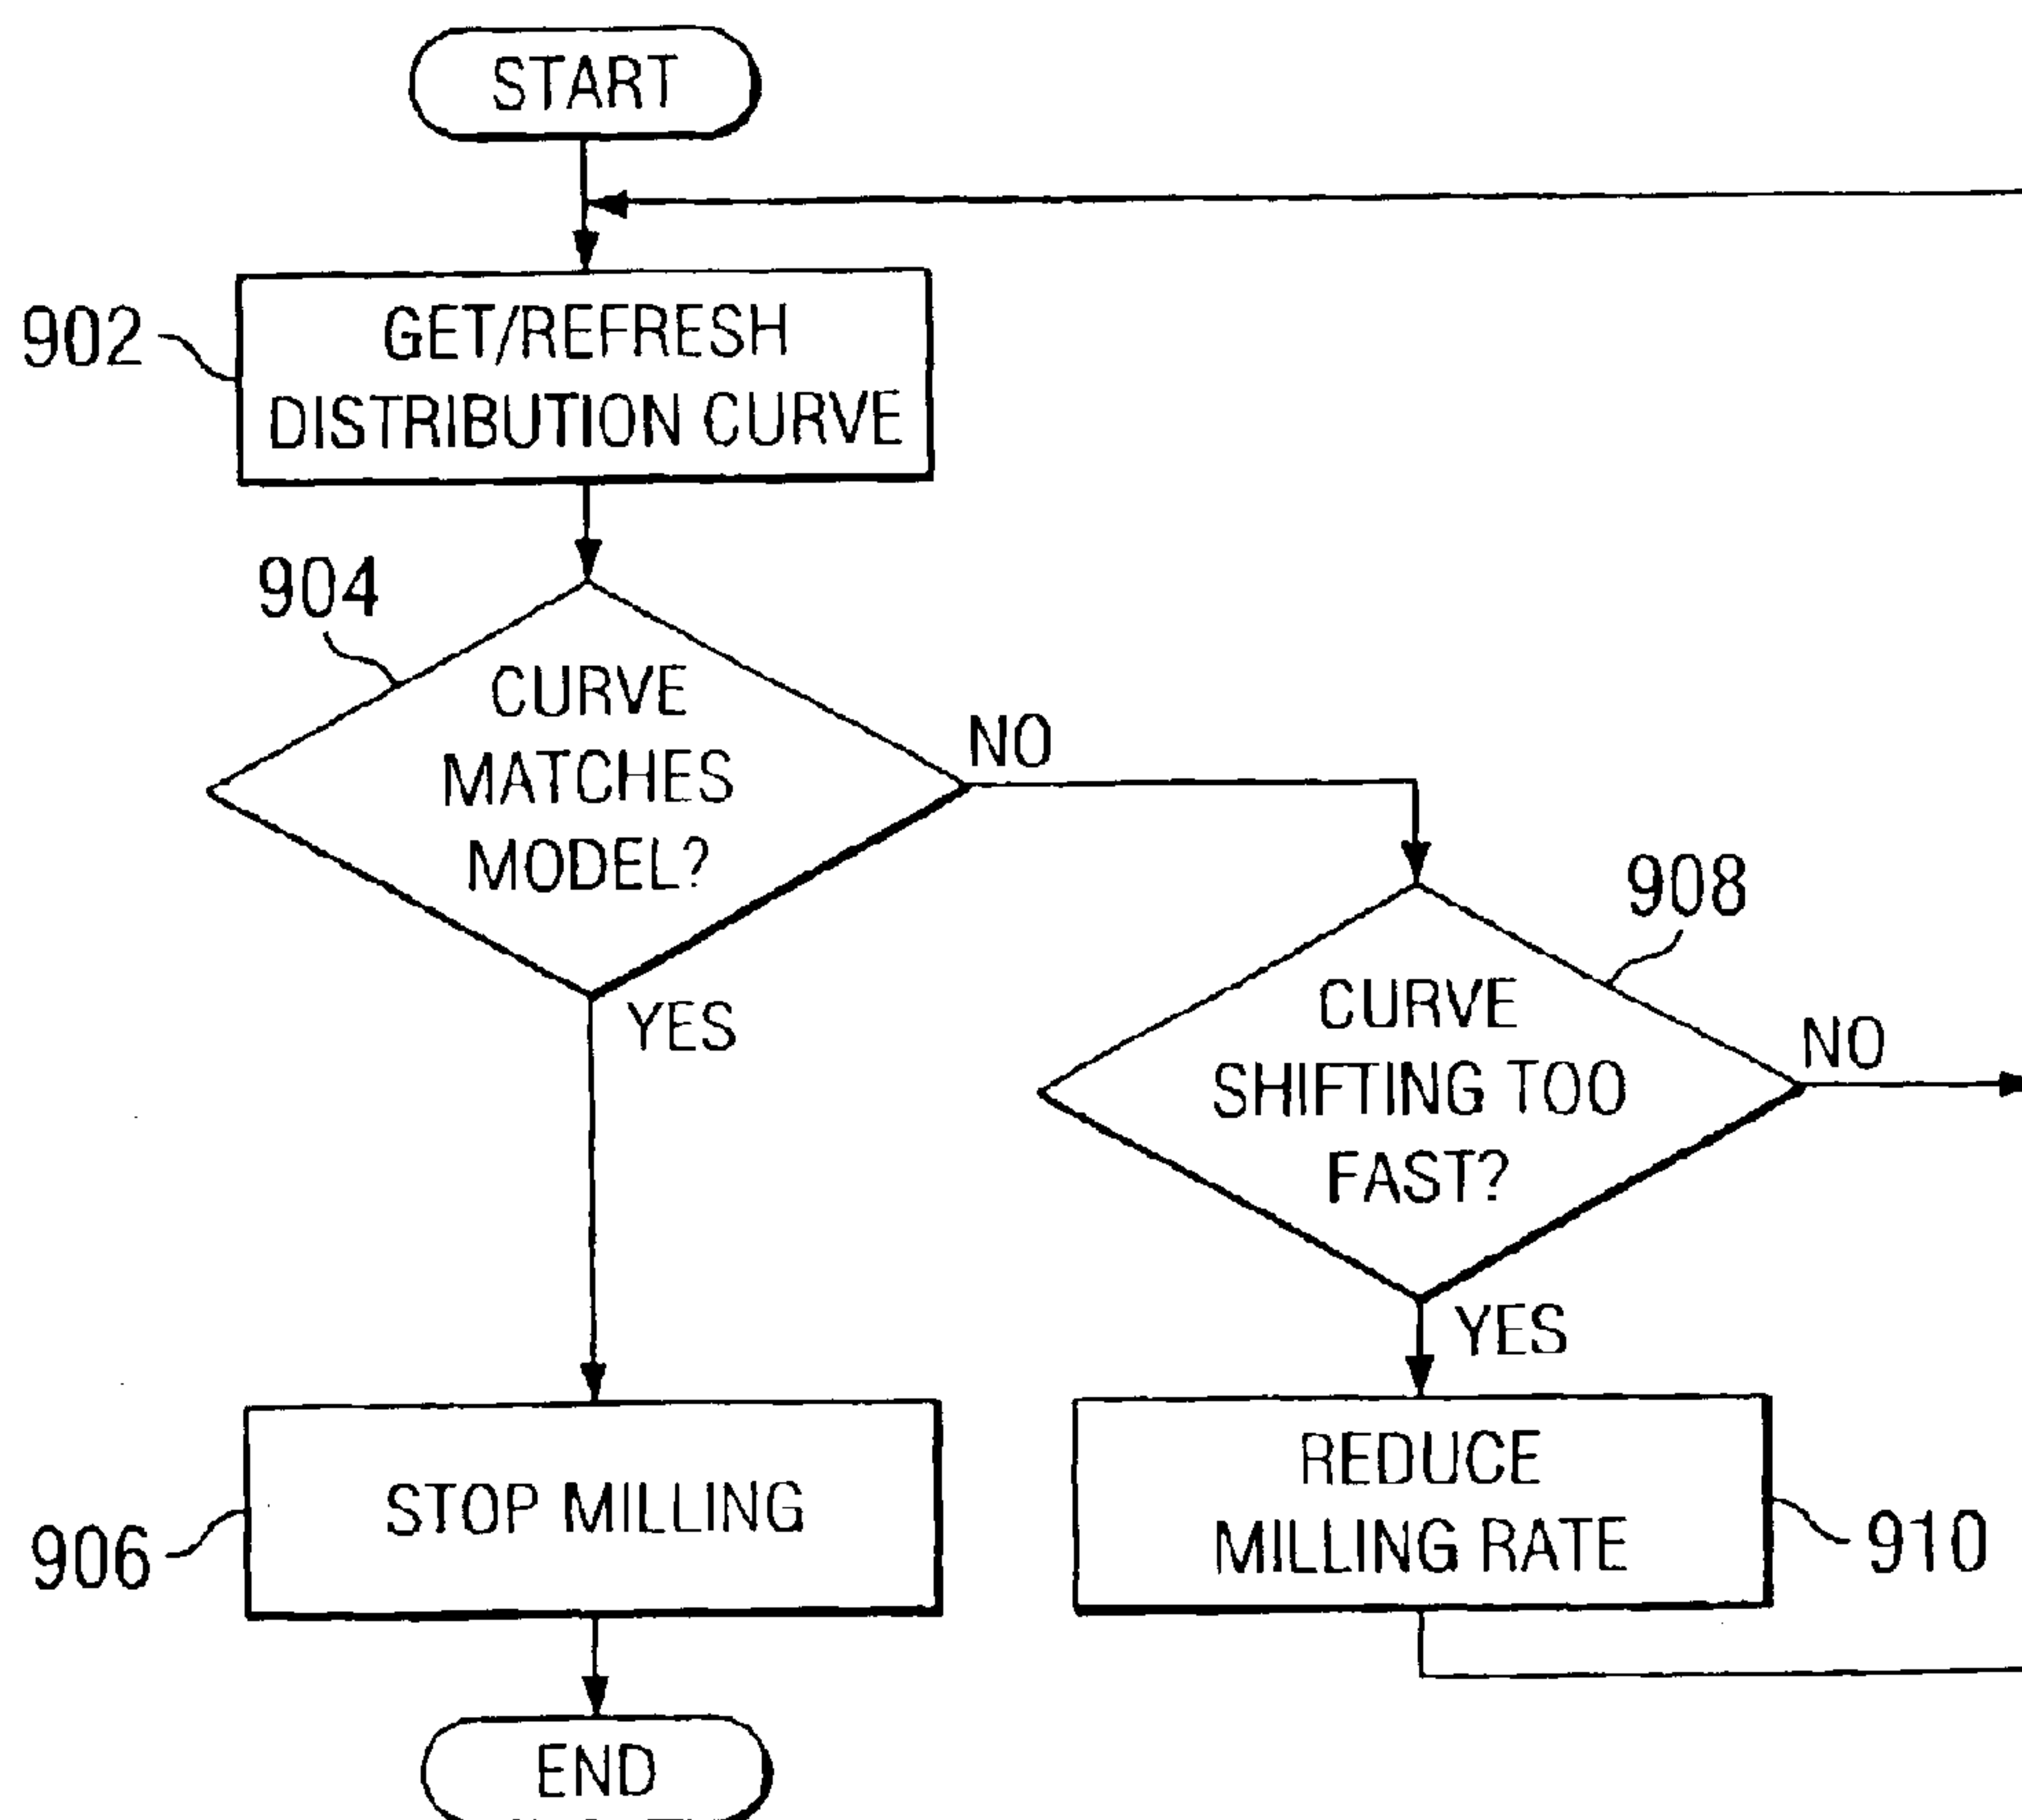 START
902
GET/REFRESH
DISTRIBUTION CURVE
904
CURVE
MATCHES
MODEL?
NO
YES
908
CURVE
SHIFTING TOO
FAST?
NO
YES
906
STOP MILLING
REDUCE
MILLING RATE
910
END